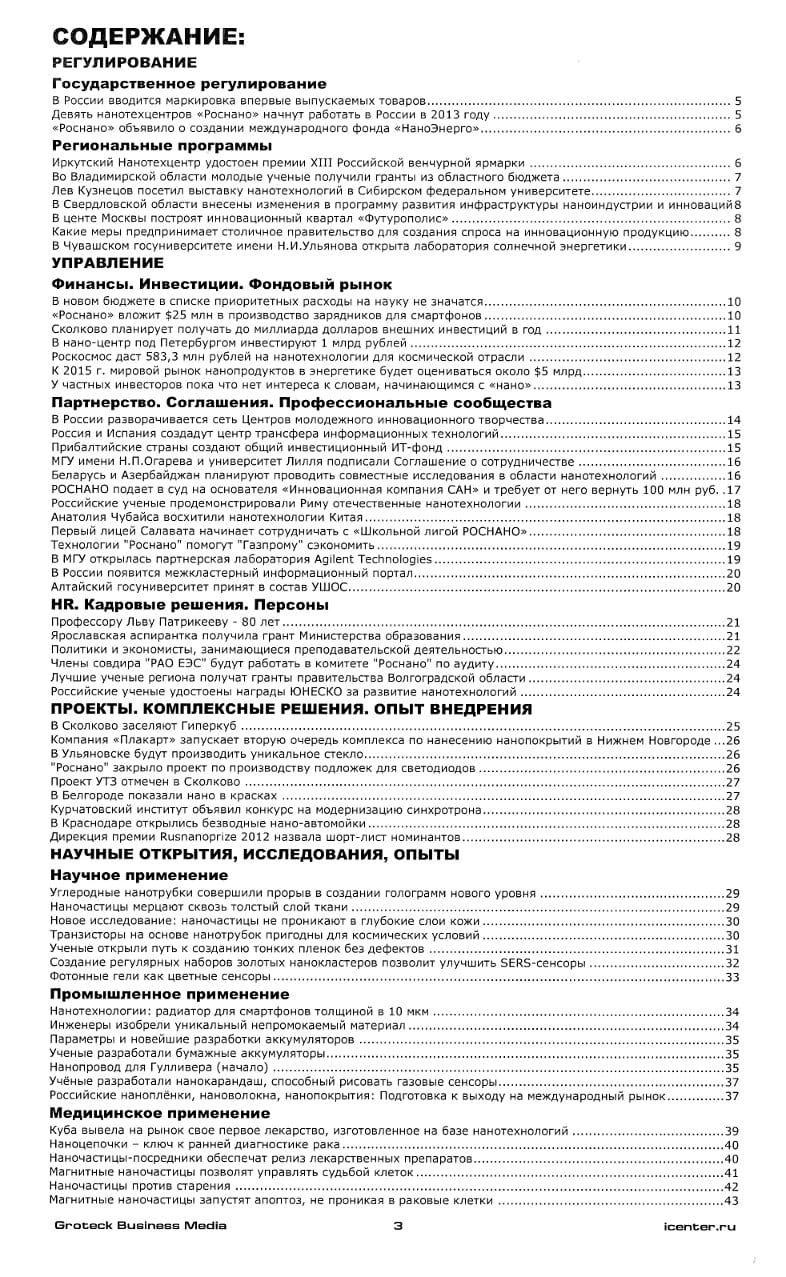 СОДЕРЖАНИЕ:
РЕГУЛИРОВАНИЕ
Государственное регулирование
В России вводится маркировка впервые выпускаемых товаров.......... 5
Девять нанотехцентров «Роснано» начнут работать в России в 2013 году .......... 5
«Роснано» объявило о создании международного фонда «НаноЭнерго».......... 6
Региональные программы
Иркутский Нанотехцентр удостоен премии XIII Российской венчурной ярмарки .......... 6
Во Владимирской области молодые ученые получили гранты из областного бюджета .......... 7
Лев Кузнецов посетил выставку нанотехнологий в Сибирском федеральном университете.......... 7
В Свердловской области внесены изменения в программу развития инфраструктуры наноиндустрии и инноваций 8
В центе Москвы построят инновационный квартал «Футурополис» .......... 8
Какие меры предпринимает столичное правительство для создания спроса на инновационную продукцию.......... 8
В Чувашском госуниверситете имени Н.И.Ульянова открыта лаборатория солнечной энергетики.......... 9
УПРАВЛЕНИЕ
Финансы. Инвестиции. Фондовый рынок
В новом бюджете в списке приоритетных расходы на науку не значатся..........10
«Роснано» вложит $25 млн в производство зарядников для смартфонов ..........10
Сколково планирует получать до миллиарда долларов внешних инвестиций в год ..........11
В нано-центр под Петербургом инвестируют 1 млрд рублей ..........12
Роскосмос даст 583,3 млн рублей на нанотехнологии для космической отрасли ..........12
К 2015 г. мировой рынок нанопродуктов в энергетике будет оцениваться около $5 млрд..........13
У частных инвесторов пока что нет интереса к словам, начинающимся с «нано»..........13
Партнерство. Соглашения. Профессиональные сообщества
В России разворачивается сеть Центров молодежного инновационного творчества..........14
Россия и Испания создадут центр трансфера информационных технологий..........15
Прибалтийские страны создают общий инвестиционный ИТ-фонд ..........15
МГУ имени Н.П.Огарева и университет Лилля подписали Соглашение о сотрудничестве ..........16
Беларусь и Азербайджан планируют проводить совместные исследования в области нанотехнологий ..........16
РОСНАНО подает в суд на основателя «Инновационная компания САН» и требует от него вернуть 100 млн руб. .17
Российские ученые продемонстрировали Риму отечественные нанотехнологии ..........18
Анатолия Чубайса восхитили нанотехнологии Китая..........18
Первый лицей Салавата начинает сотрудничать с «Школьной лигой РОСНАНО»..........18
Технологии "Роснано" помогут "Газпрому" сэкономить..........19
В МГУ открылась партнерская лаборатория Agilent Technologies..........19
В России появится межкластерный информационный портал..........20
Алтайский госуниверситет принят в состав УШОС..........20
HR. Кадровые решения. Персоны
Профессору Льву Патрикееву - 80 лет..........21
Ярославская аспирантка получила грант Министерства образования..........21
Политики и экономисты, занимающиеся преподавательской деятельностью..........22
Члены совдира "РАО ЕЭС" будут работать в комитете "Роснано" по аудиту..........24
Лучшие ученые региона получат гранты правительства Волгоградской области ..........24
Российские ученые удостоены награды ЮНЕСКО за развитие нанотехнологий ..........24
ПРОЕКТЫ. КОМПЛЕКСНЫЕ РЕШЕНИЯ. ОПЫТ ВНЕДРЕНИЯ
В Сколково заселяют Гиперкуб ..........25
Компания «Плакарт» запускает вторую очередь комплекса по нанесению нанопокрытий в Нижнем Новгороде ...26
В Ульяновске будут производить уникальное стекло..........26
"Роснано" закрыло проект по производству подложек для светодиодов ..........26
Проект УТЗ отмечен в Сколково ..........27
В Белгороде показали нано в красках ..........27
Курчатовский институт объявил конкурс на модернизацию синхротрона..........28
В Краснодаре открылись безводные нано-автомойки..........28
Дирекция премии Rusnanoprize 2012 назвала шорт-лист номинантов..........28
НАУЧНЫЕ ОТКРЫТИЯ, ИССЛЕДОВАНИЯ, ОПЫТЫ
Научное применение
Углеродные нанотрубки совершили прорыв в создании голограмм нового уровня ..........29
Наночастицы мерцают сквозь толстый слой ткани ..........29
Новое исследование: наночастицы не проникают в глубокие слои кожи ..........30
Транзисторы на основе нанотрубок пригодны для космических условий ..........30
Ученые открыли путь к созданию тонких пленок без дефектов ..........31
Создание регулярных наборов золотых нанокластеров позволит улучшить SERS-сенсоры ..........32
Фотонные гели как цветные сенсоры..........33
Промышленное применение
Нанотехнологии: радиатор для смартфонов толщиной в 10 мкм ..........34
Инженеры изобрели уникальный непромокаемый материал ..........34
Параметры и новейшие разработки аккумуляторов ..........35
Ученые разработали бумажные аккумуляторы..........35
Нанопровод для Гулливера (начало) ..........35
Учёные разработали нанокарандаш, способный рисовать газовые сенсоры..........37
Российские наноплёнки, нановолокна, нанопокрытия: Подготовка к выходу на международный рынок..........37
Медицинское применение
Куба вывела на рынок свое первое лекарство, изготовленное на базе нанотехнологий ..........39
Наноцепочки – ключ к ранней диагностике рака..........40
Наночастицы-посредники обеспечат релиз лекарственных препаратов..........40
Магнитные наночастицы позволят управлять судьбой клеток ..........41
Наночастицы против старения ..........42
Магнитные наночастицы запустят апоптоз, не проникая в раковые клетки ..........43
Groteck Business Media 3 icenter.ru